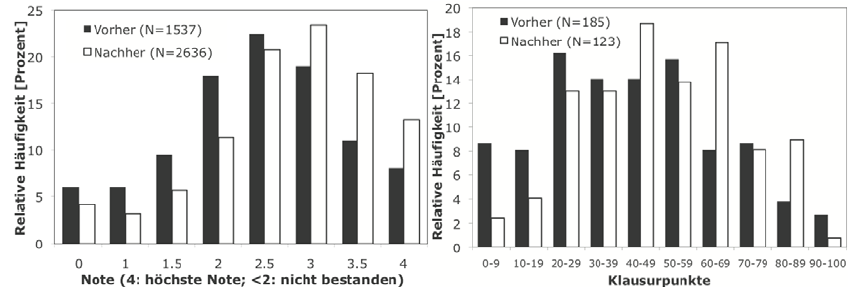 Relative Häufigkeit [Prozent]
25
20
15
10
5
0
Vorher (N=1537)
Nachher (N=2636)
0 1 1.5 2 2.5 3 3.5 4
Note (4: höchste Note; <2: nicht bestanden)
Relative Häufigkeit [Prozent]
20
18
16
14
12
10
8
6
4
2
0
Vorher (N=185)
Nachher (N=123)
0-9 10-19 20-29 30-39 40-49 50-59 60-69 70-79 80-89 90-100
Klausurpunkte